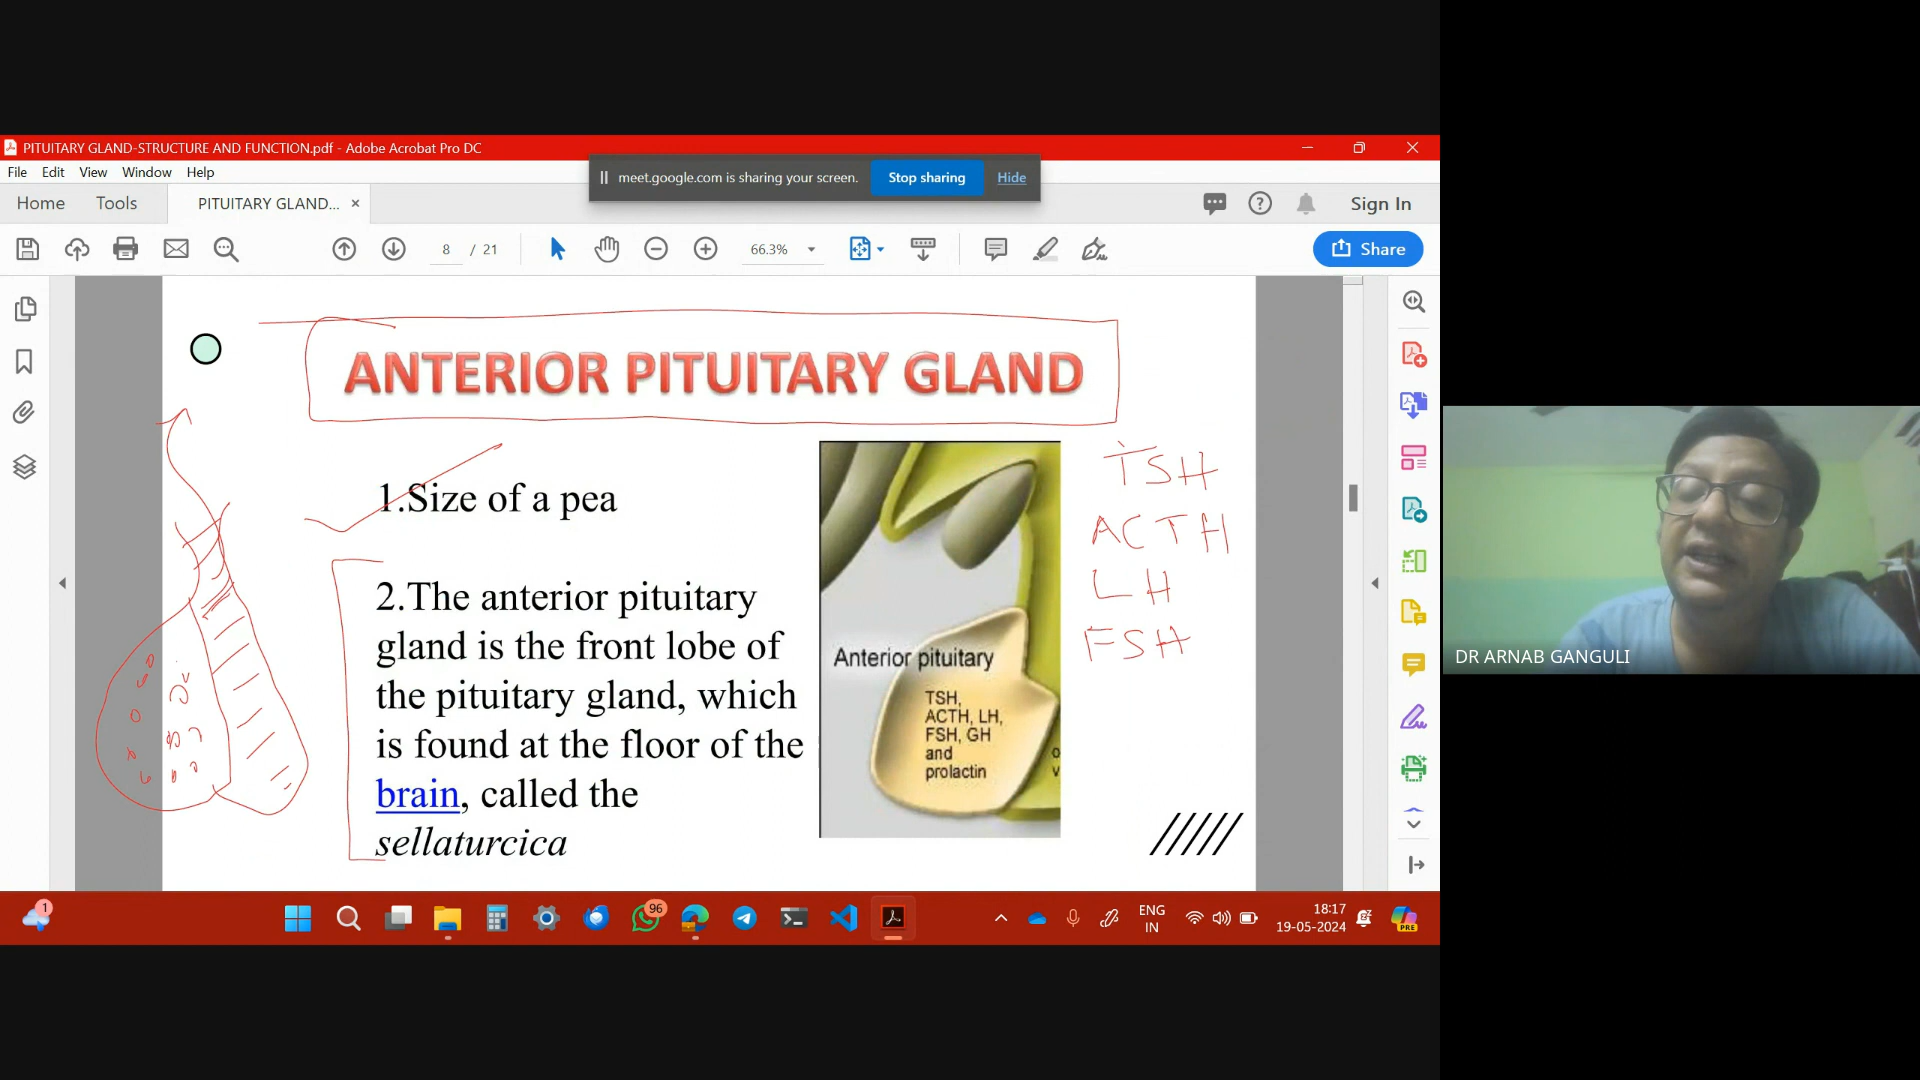 PITUITARY GLAND-STRUCTURE AND FUNCTION.pdf - Adobe Acrobat Pro DC
File Edit View Window Help
meet.google.com is sharing your screen. Stop sharing Hide
Home Tools PITUITARY GLAND... × Sign In
8 / 21 66.3% Share
ANTERIOR PITUITARY GLAND
1.Size of a pea
2.The anterior pituitary
gland is the front lobe of
the pituitary gland, which
is found at the floor of the
brain, called the
sellaturcica
Anterior pituitary
TSH,
ACTH, LH,
FSH, GH
and
prolactin
o
v
TSH
ACTH
LH
FSH
DR ARNAB GANGULI
1
96
ENG
IN
18:17
19-05-2024
PRE